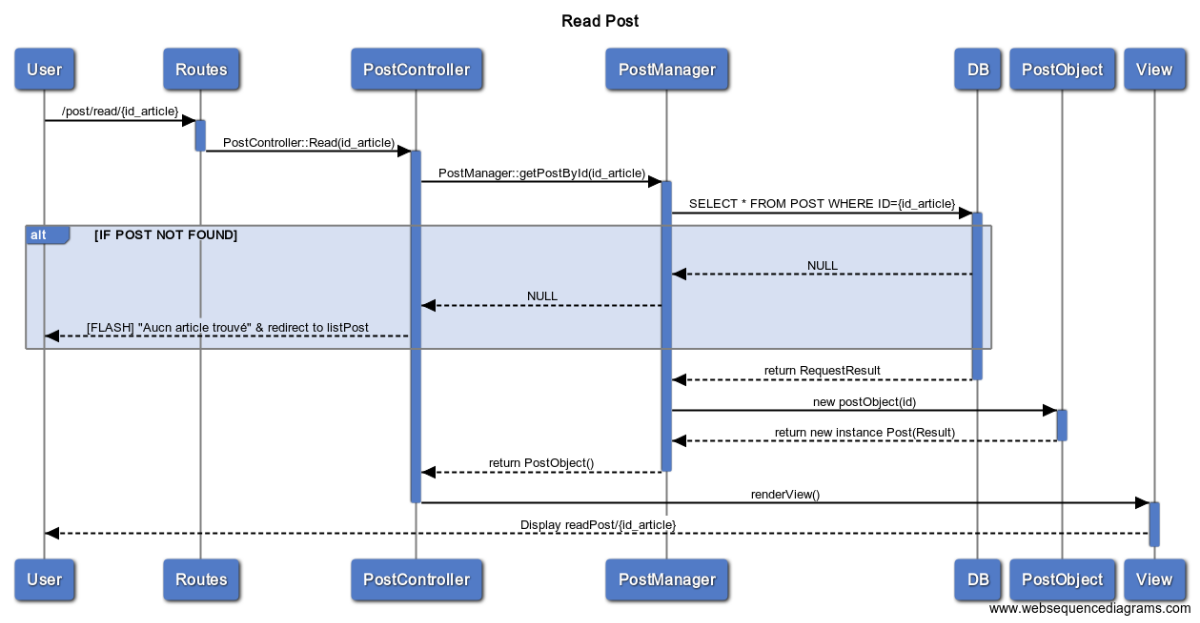 Read Post
User
Routes
PostController
PostManager
DB
PostObject
View
/post/read/{id_article}
PostController::Read(id_article)
PostManager::getPostById(id_article)
SELECT * FROM POST WHERE ID={id_article}
alt
[IF POST NOT FOUND]
NULL
NULL
[FLASH] "Aucn article trouvé" & redirect to listPost
return RequestResult
new postObject(id)
return new instance Post(Result)
return PostObject()
renderView()
Display readPost/{id_article}
User
Routes
PostController
PostManager
DB
PostObject
View
www.websequencediagrams.com